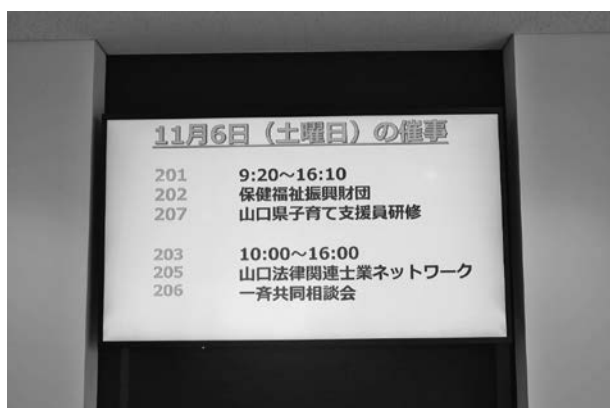 11月6日（土曜日）の催事
201 9:20～16:10
202 保健福祉振興財団
207 山口県子育て支援員研修
203 10:00～16:00
205 山口法律関連士業ネットワーク
206 一斉共同相談会